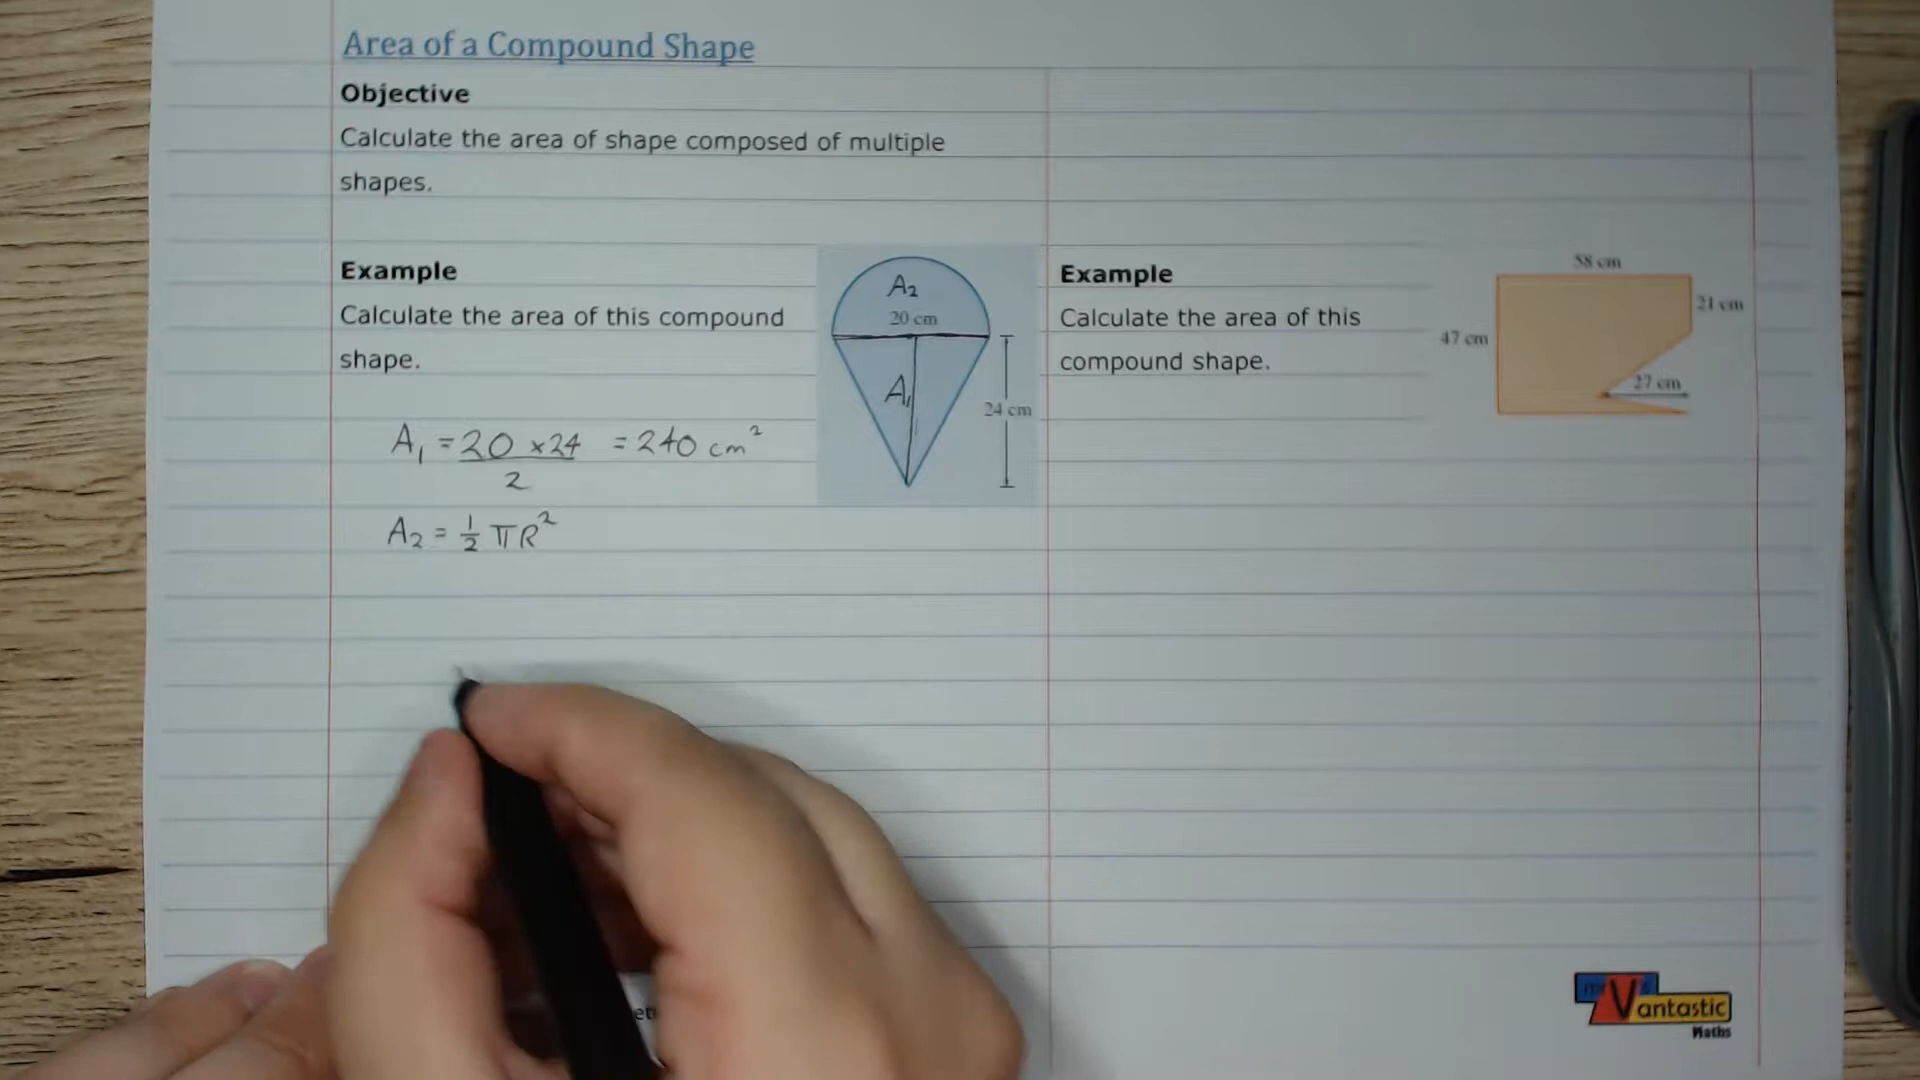 Area of a Compound Shape
Objective
Calculate the area of shape composed of multiple
shapes.
Example
Calculate the area of this compound
shape.
A₂
20 cm
A₁
24 cm
A₁ = 20 × 24 / 2 = 240 cm²
A₂ = ½ πR²
Example
Calculate the area of this
compound shape.
58 cm
21 cm
47 cm
27 cm
Vantastic
Maths